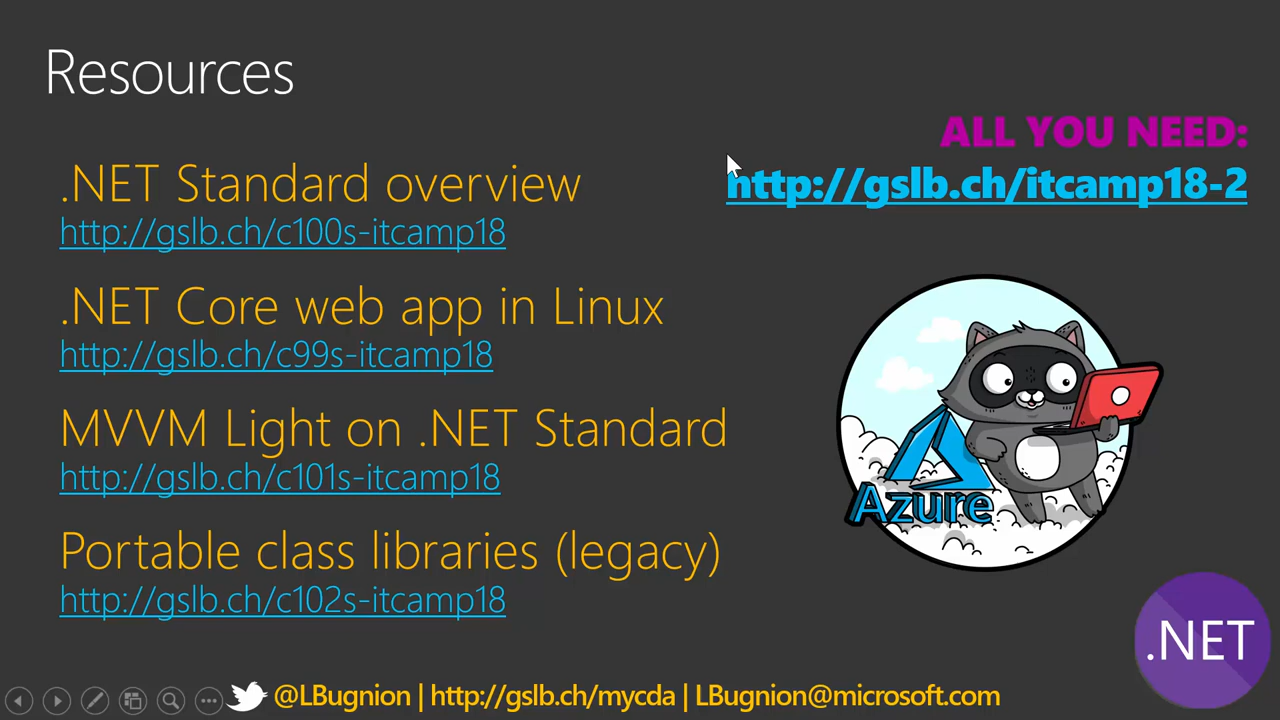 Resources
ALL YOU NEED:
http://gslb.ch/itcamp18-2
.NET Standard overview
http://gslb.ch/c100s-itcamp18
.NET Core web app in Linux
http://gslb.ch/c99s-itcamp18
MVVM Light on .NET Standard
http://gslb.ch/c101s-itcamp18
Portable class libraries (legacy)
http://gslb.ch/c102s-itcamp18
Azure
.NET
@LBugnion | http://gslb.ch/mycda | LBugnion@microsoft.com